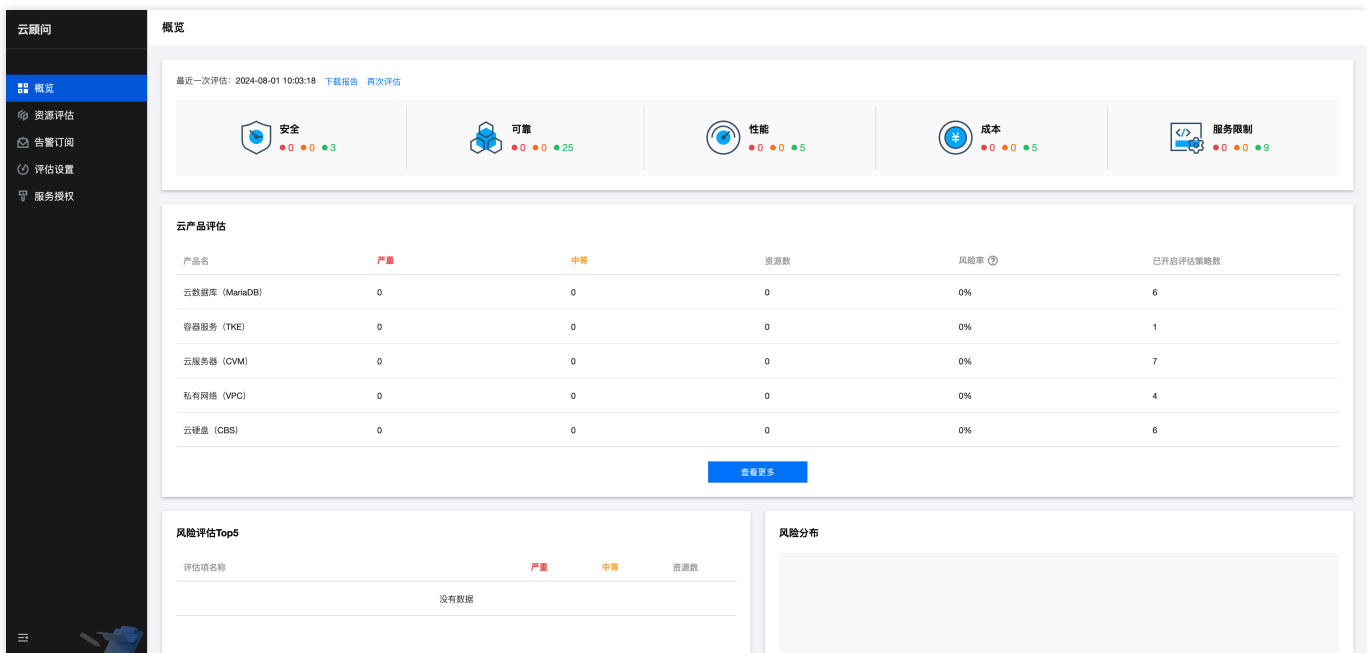 云顾问
概览
概览
资源评估
告警订阅
评估设置
服务授权
最近一次评估：2024-08-01 10:03:18 下载报告 再次评估
安全
0 0 3
可靠
0 0 25
性能
0 0 5
成本
0 0 5
服务限制
0 0 9
云产品评估
产品名 严重 中等 资源数 风险率 已开启评估策略数
云数据库（MariaDB） 0 0 0 0% 6
容器服务（TKE） 0 0 0 0% 1
云服务器（CVM） 0 0 0 0% 7
私有网络（VPC） 0 0 0 0% 4
云硬盘（CBS） 0 0 0 0% 6
查看更多
风险评估Top5
评估项名称 严重 中等 资源数
没有数据
风险分布